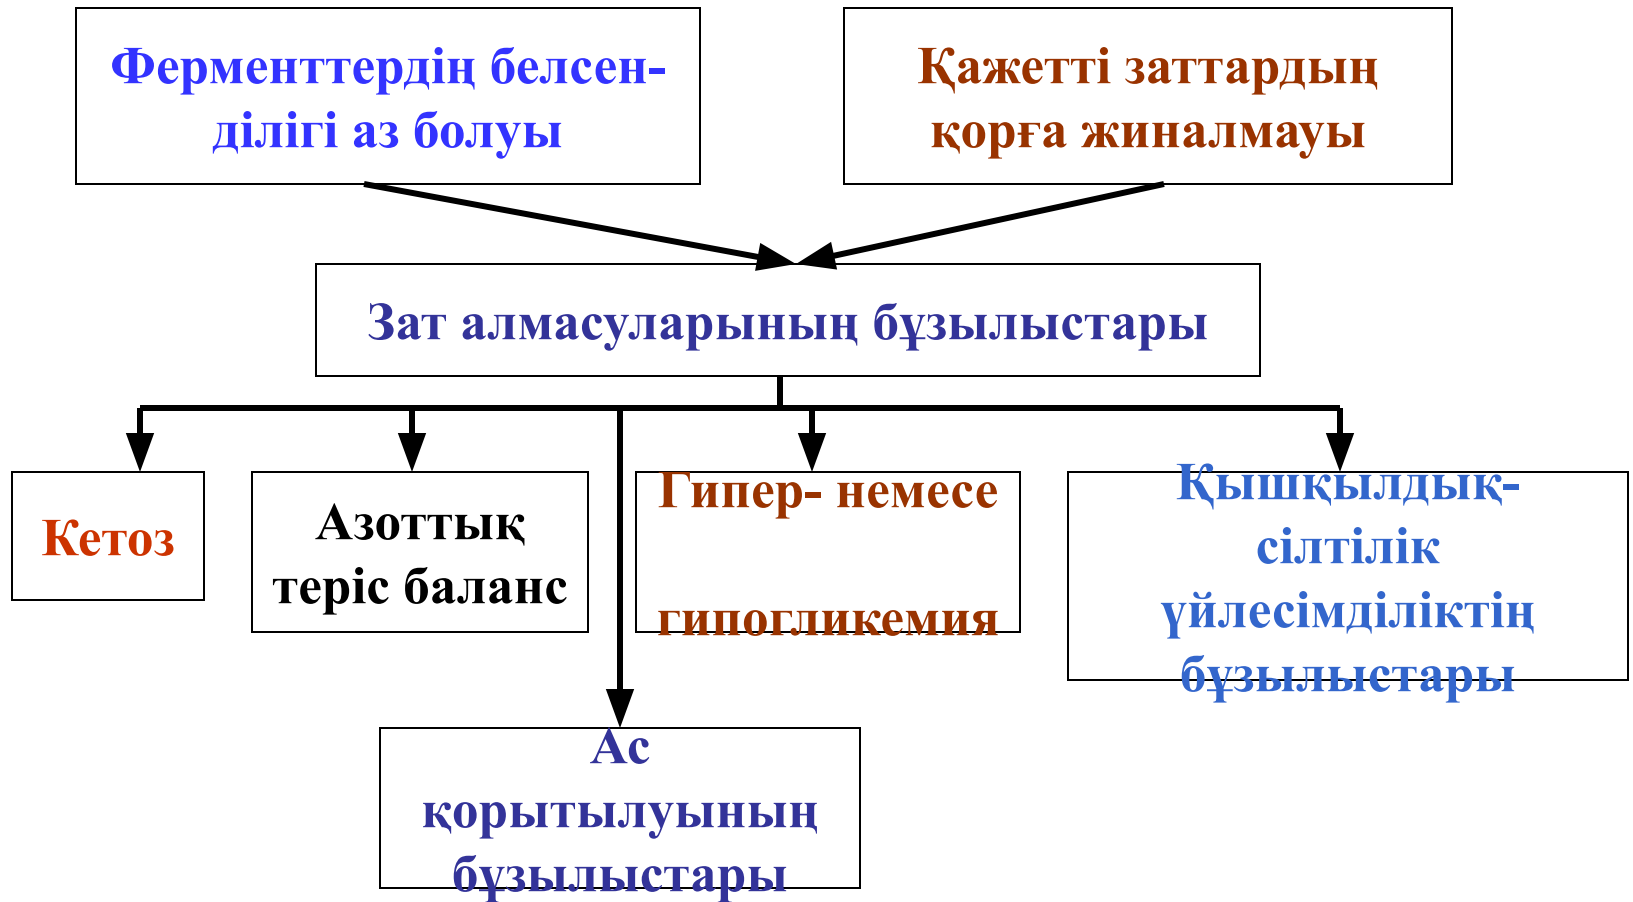 Ферменттердің белсен-
ділігі аз болуы
Қажетті заттардың
қорға жиналмауы
Зат алмасуларының бұзылыстары
Кетоз
Азоттық
теріс баланс
Гипер- немесе
гипогликемия
Қышқылдық-
сілтілік
үйлесімділіктің
бұзылыстары
Ас
қорытылуының
бұзылыстары